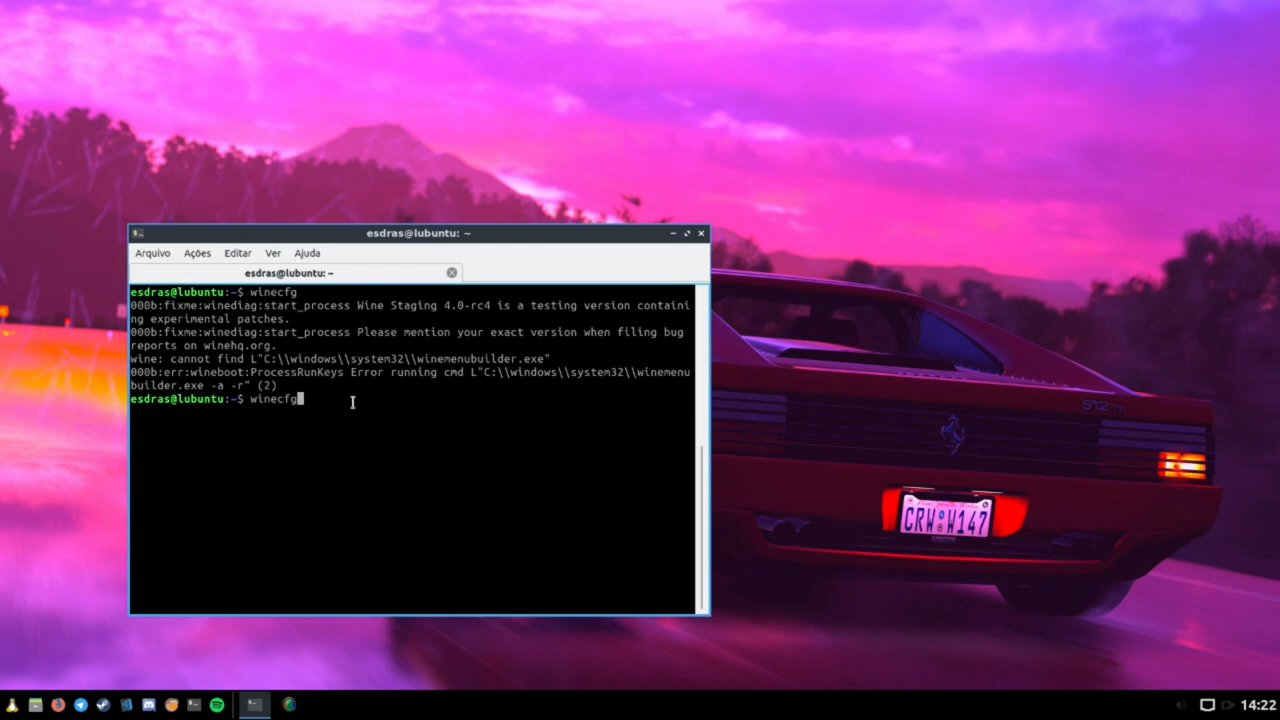 esdras@lubuntu: ~
Arquivo Ações Editar Ver Ajuda
esdras@lubuntu: ~
esdras@lubuntu:~$ winecfg
000b:fixme:winediag:start_process Wine Staging 4.0-rc4 is a testing version containi
ng experimental patches.
000b:fixme:winediag:start_process Please mention your exact version when filing bug
reports on winehq.org.
wine: cannot find L"C:\\windows\\system32\\winemenubuilder.exe"
000b:err:wineboot:ProcessRunKeys Error running cmd L"C:\\windows\\system32\\winemenu
builder.exe -a -r" (2)
esdras@lubuntu:~$ winecfg
512
CRW W147
14:22